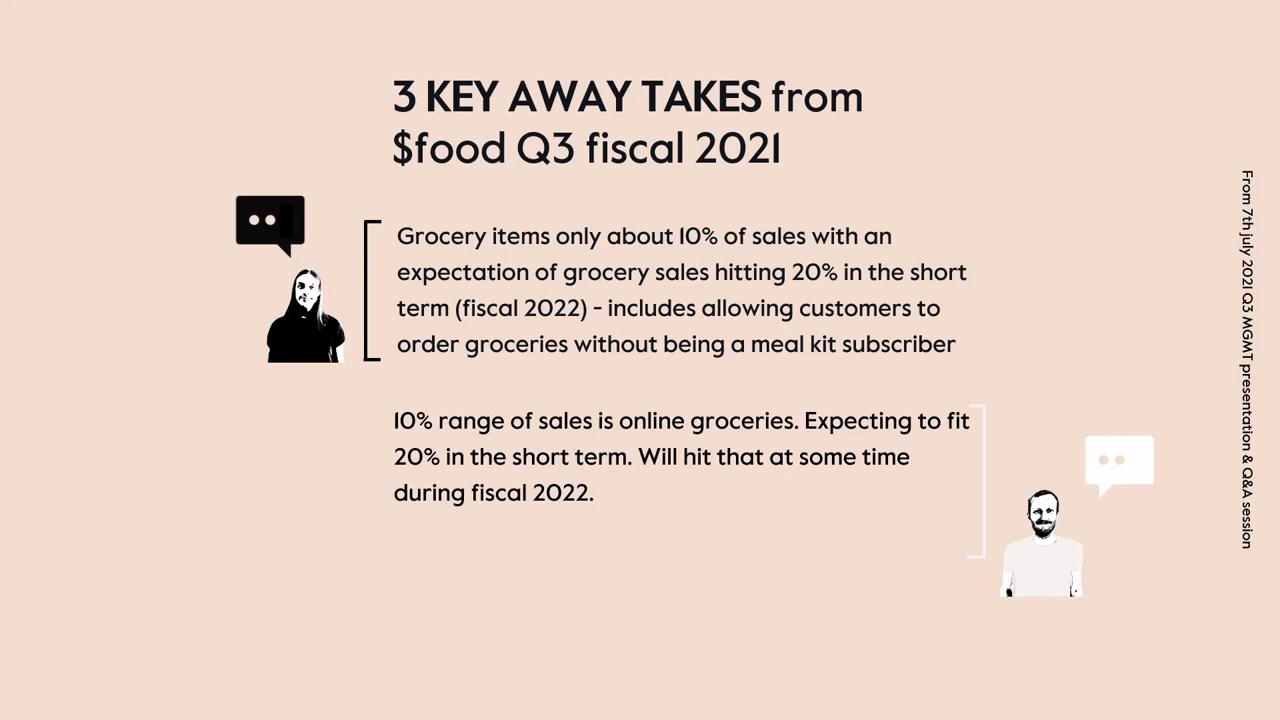 3 KEY AWAY TAKES from
$food Q3 fiscal 2021
Grocery items only about 10% of sales with an
expectation of grocery sales hitting 20% in the short
term (fiscal 2022) - includes allowing customers to
order groceries without being a meal kit subscriber
10% range of sales is online groceries. Expecting to fit
20% in the short term. Will hit that at some time
during fiscal 2022.
From 7th july 2021 Q3 MGMT presentation & Q&A session